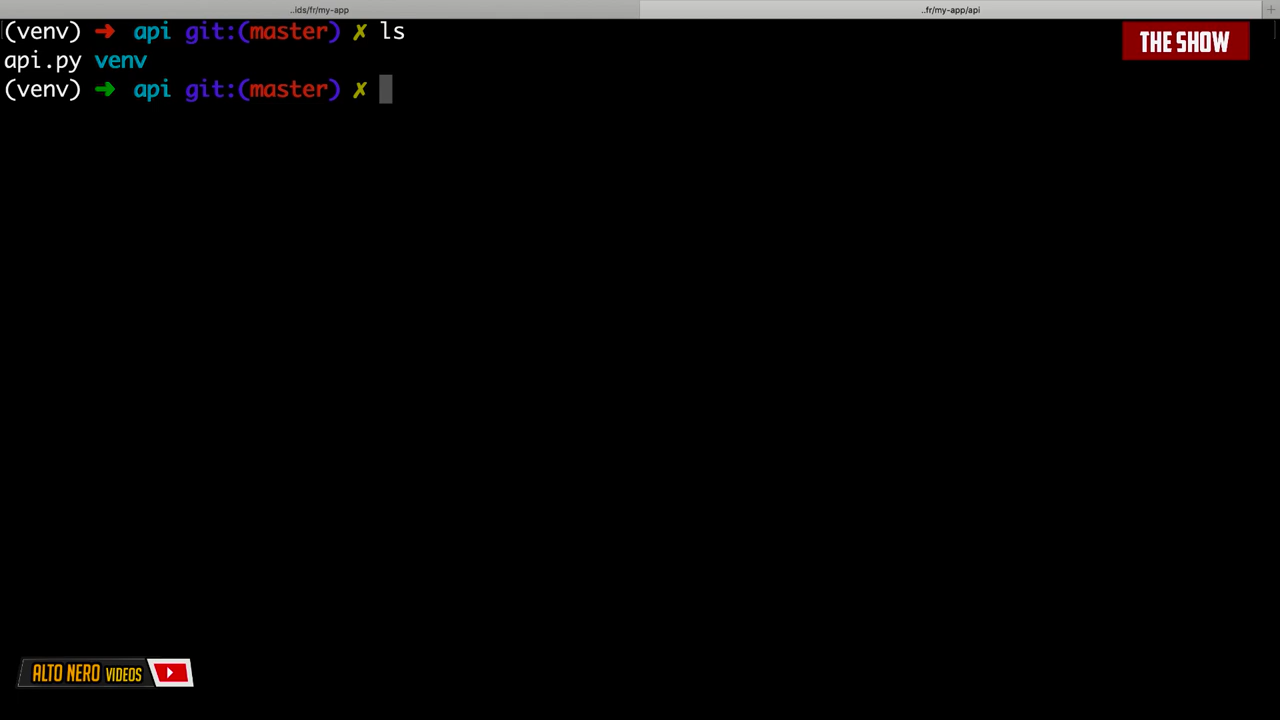 ..ids/fr/my-app
..fr/my-app/api
+
(venv) ➜ api git:(master) ✗ ls
THE SHOW
api.py venv
(venv) ➜ api git:(master) ✗
ALTO NERO VIDEOS